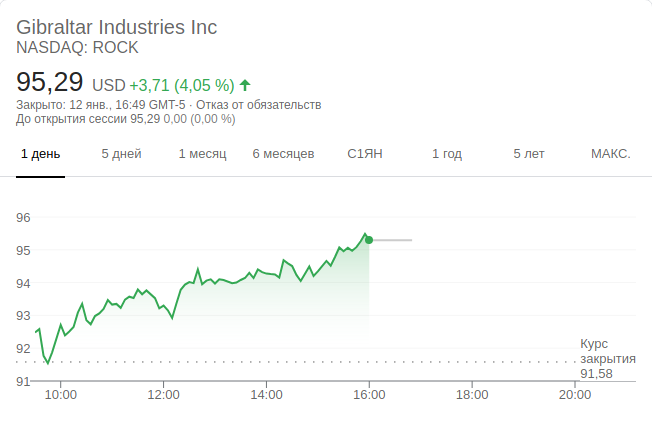 Gibraltar Industries Inc
NASDAQ: ROCK
95,29 USD +3,71 (4,05 %)
Закрыто: 12 янв., 16:49 GMT-5 · Отказ от обязательств
До открытия сессии 95,29 0,00 (0,00 %)
1 день 5 дней 1 месяц 6 месяцев С1ЯН 1 год 5 лет МАКС.
96
95
94
93
92
91
Курс
закрытия
91,58
10:00 12:00 14:00 16:00 18:00 20:00